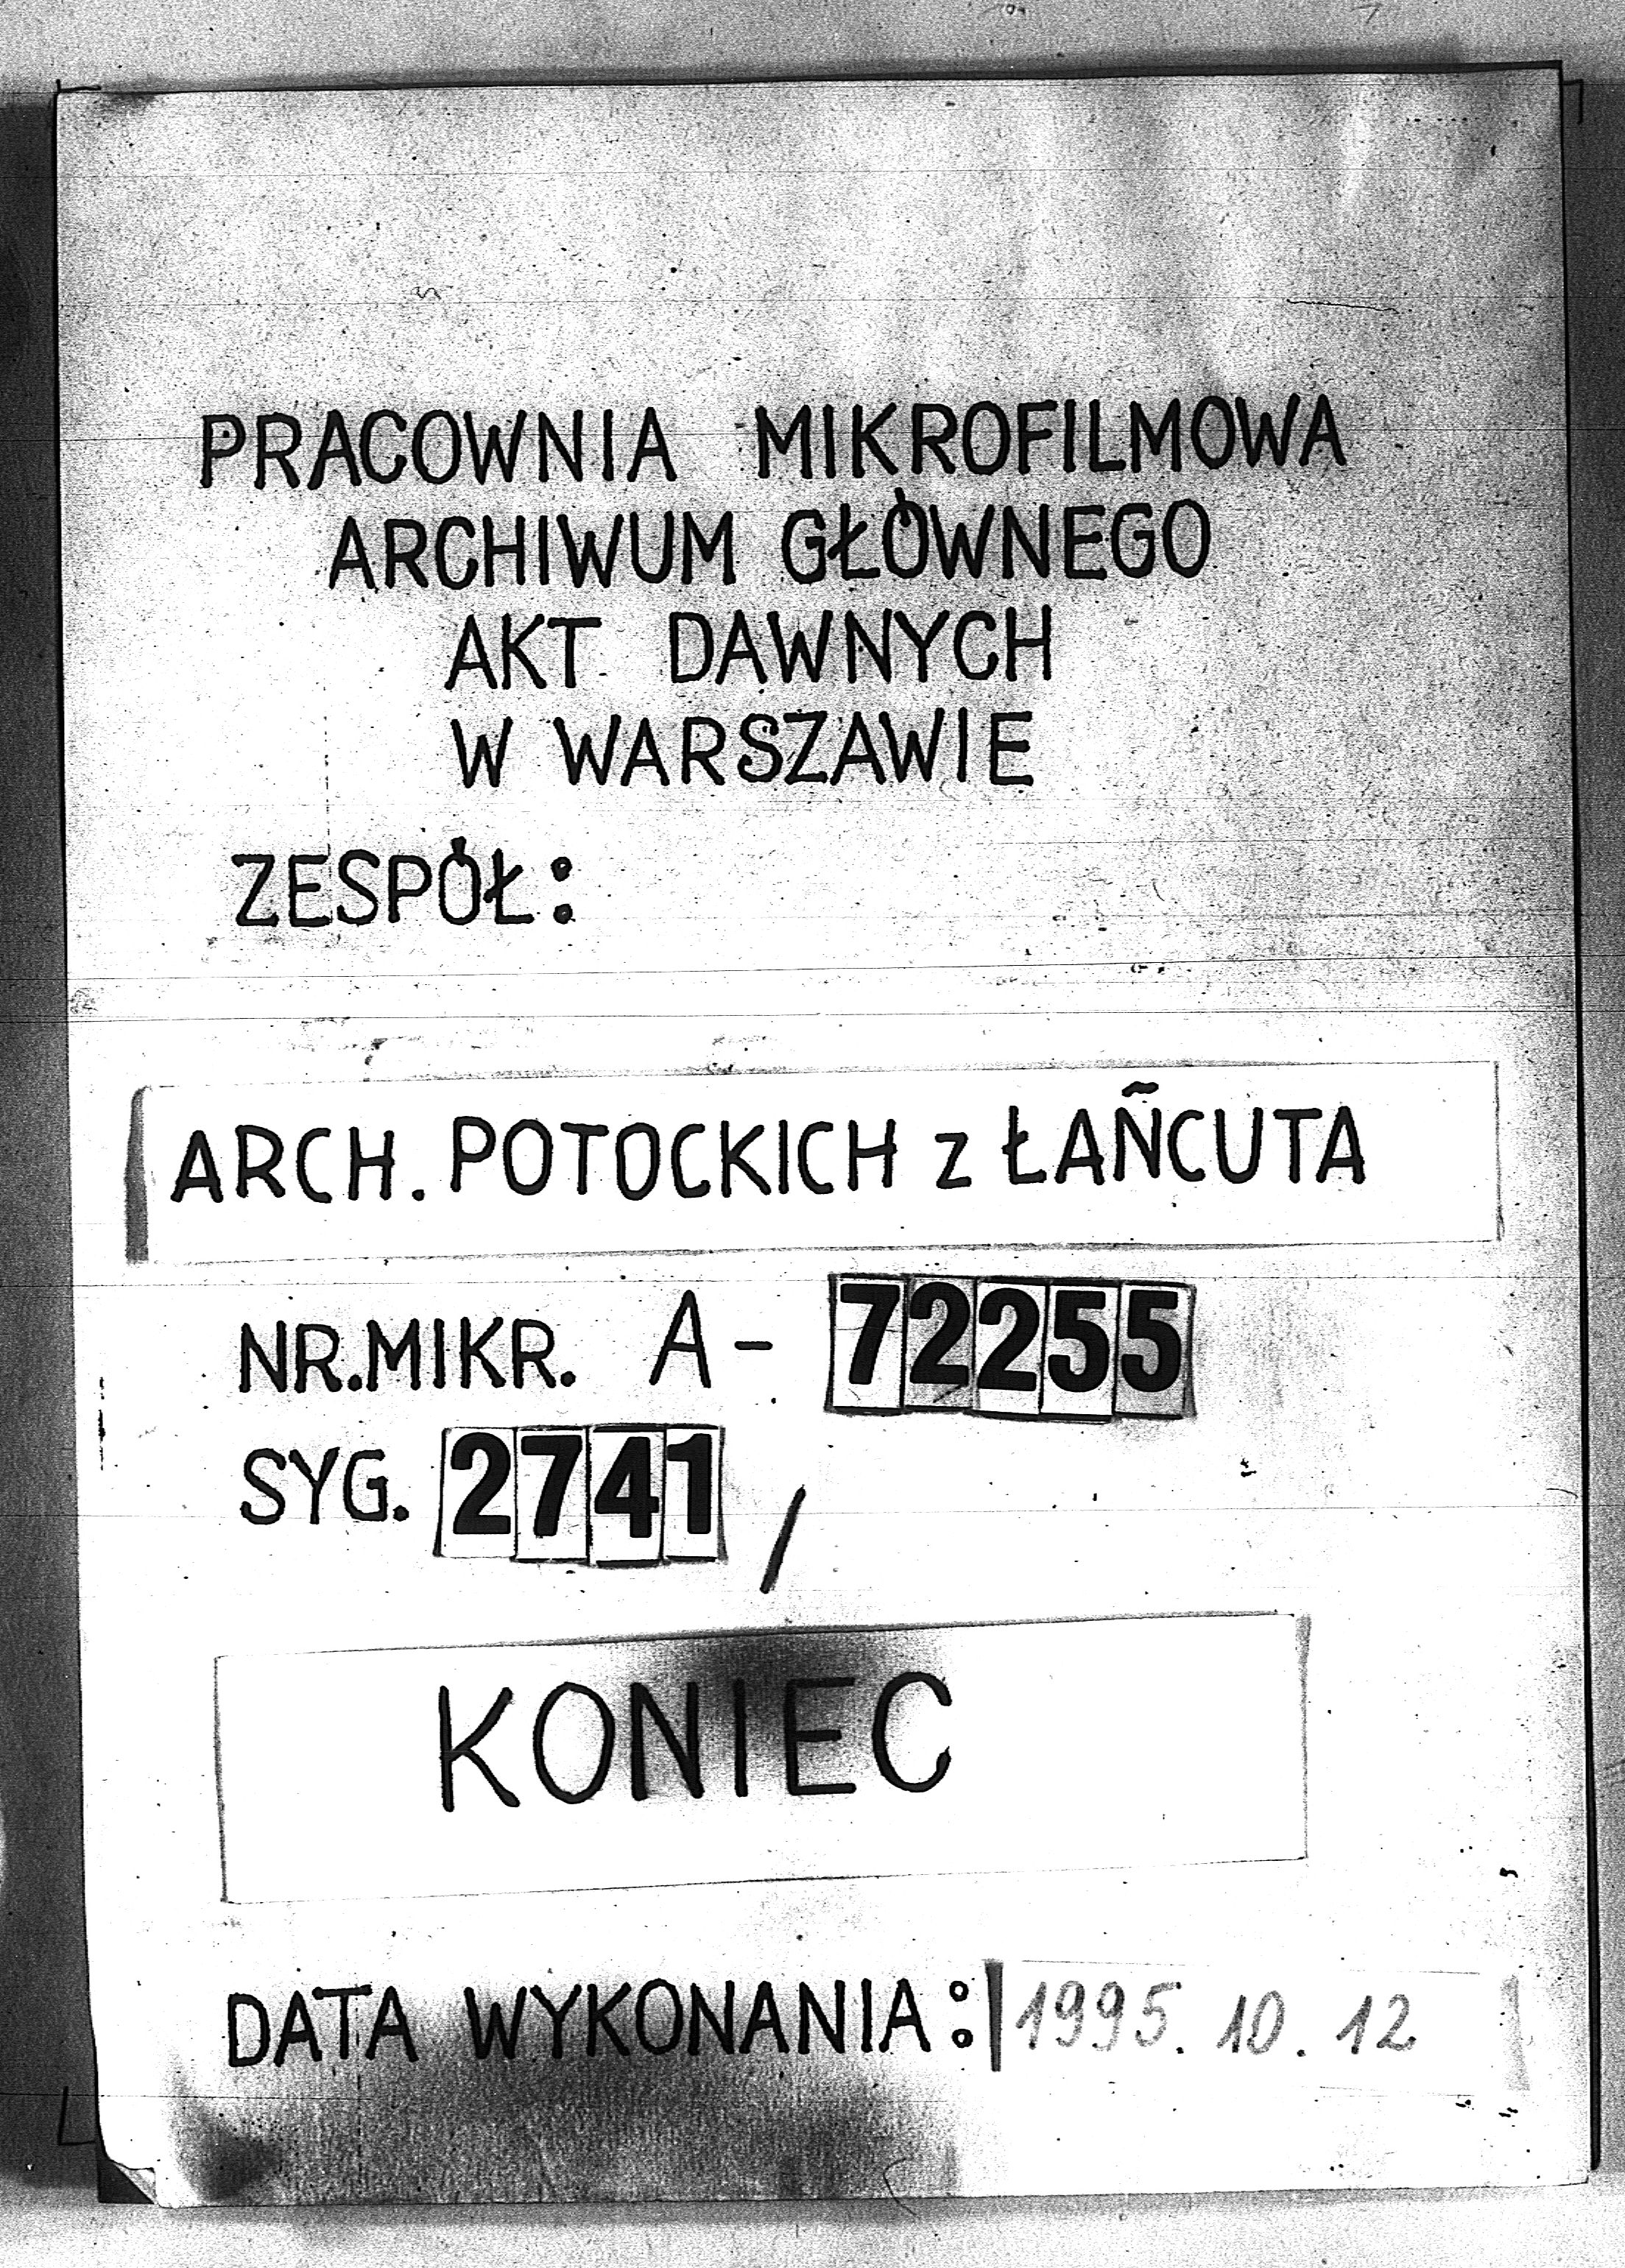 PRACOWNIA MIKROFILMOWA
ARCHIWUM GŁÓWNEGO
AKT DAWNYCH
W WARSZAWIE
ZESPÓŁ:
ARCH. POTOCKICH z ŁAŃCUTA
NR.MIKR. A- 72255
SYG. 2741 /
KONIEC
DATA WYKONANIA: 1995.10.12